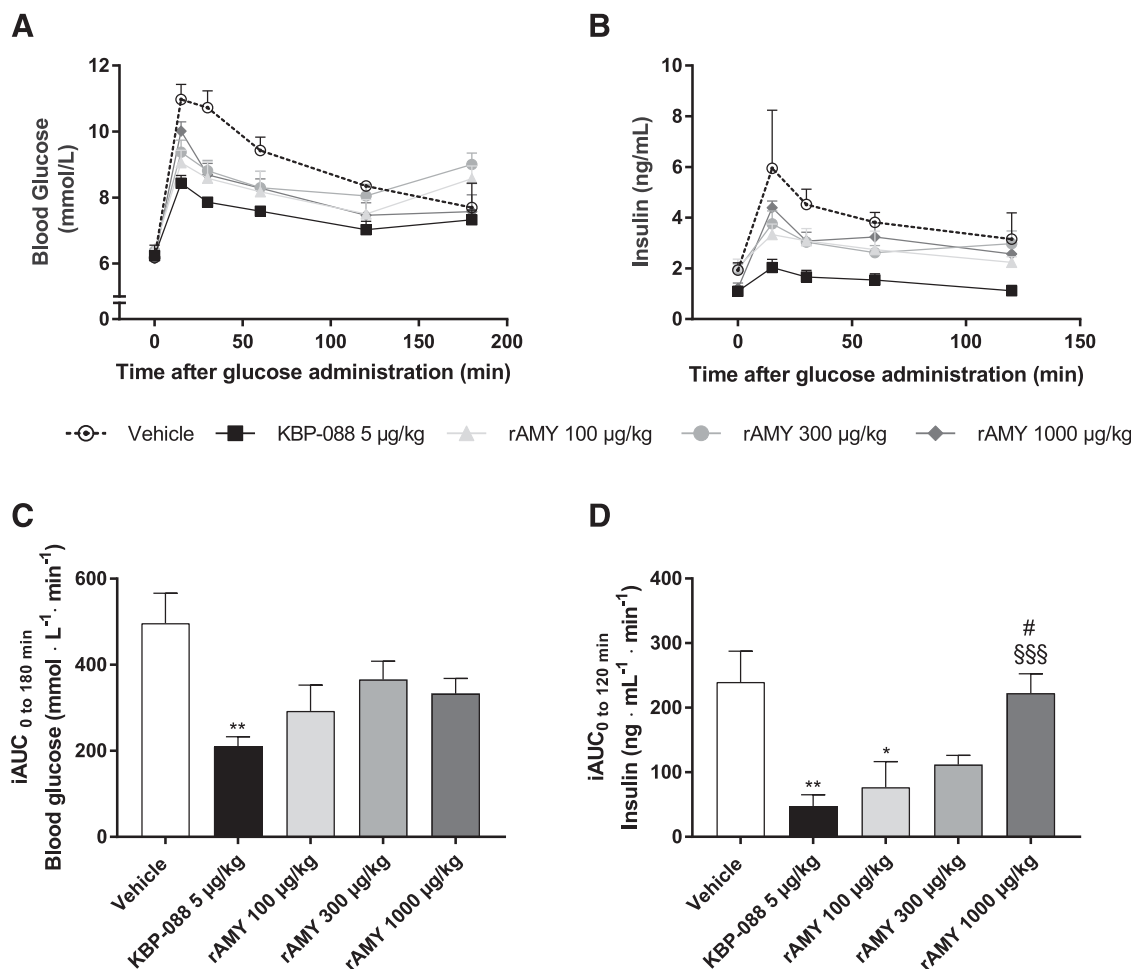 A
Blood Glucose
(mmol/L)
12
10
8
6
0
0 50 100 150 200
Time after glucose administration (min)
B
Insulin (ng/mL)
10
8
6
4
2
0
0 50 100 150
Time after glucose administration (min)
Vehicle KBP-088 5 µg/kg rAMY 100 µg/kg rAMY 300 µg/kg rAMY 1000 µg/kg
C
iAUC 0 to 180 min
Blood glucose (mmol · L-1 · min-1)
600
400
200
0
**
Vehicle
KBP-088 5 µg/kg
rAMY 100 µg/kg
rAMY 300 µg/kg
rAMY 1000 µg/kg
D
iAUC0 to 120 min
Insulin (ng · mL-1 · min-1)
400
300
200
100
0
**
*
#
§§§
Vehicle
KBP-088 5 µg/kg
rAMY 100 µg/kg
rAMY 300 µg/kg
rAMY 1000 µg/kg